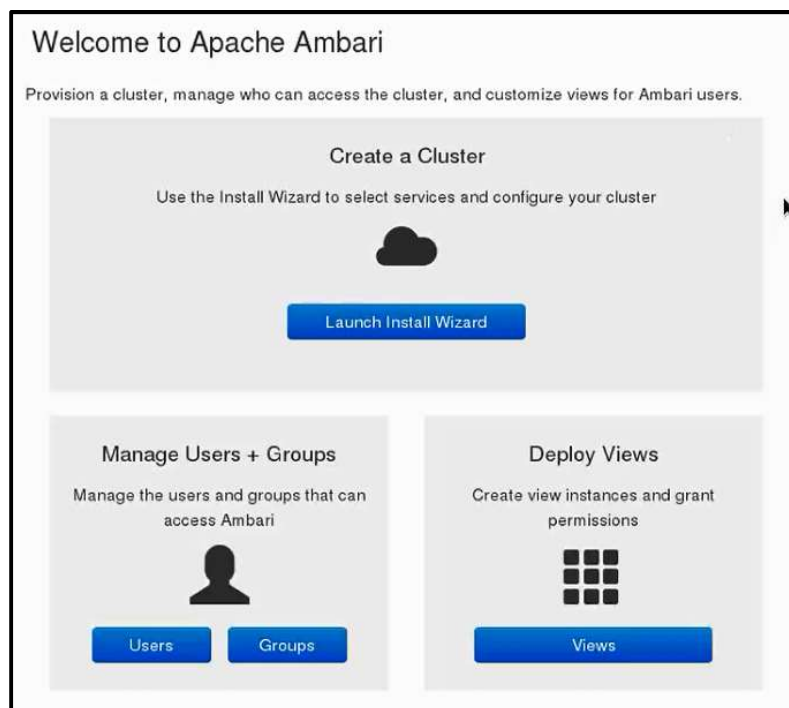 Welcome to Apache Ambari
Provision a cluster, manage who can access the cluster, and customize views for Ambari users.
Create a Cluster
Use the Install Wizard to select services and configure your cluster
Launch Install Wizard
Manage Users + Groups
Manage the users and groups that can
access Ambari
Users
Groups
Deploy Views
Create view instances and grant
permissions
Views